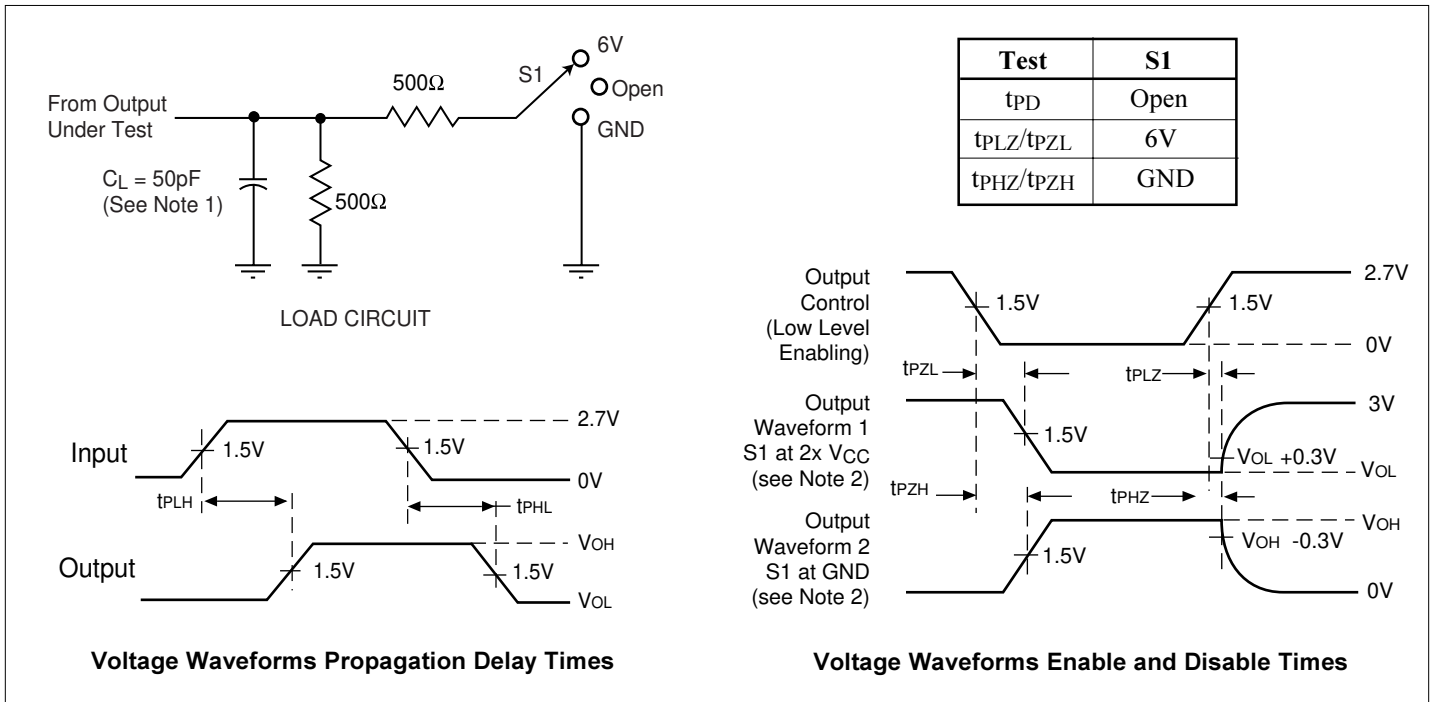 6V
S1
500Ω
Open
From Output
Under Test
GND
CL = 50pF
(See Note 1)
500Ω
LOAD CIRCUIT
Test S1
tPD Open
tPLZ/tPZL 6V
tPHZ/tPZH GND
Input
2.7V
1.5V
1.5V
0V
tPLH
tPHL
Output
VOH
1.5V
1.5V
VOL
Voltage Waveforms Propagation Delay Times
Output
Control
(Low Level
Enabling)
2.7V
1.5V
1.5V
0V
tPZL
tPLZ
Output
Waveform 1
S1 at 2x VCC
(see Note 2)
3V
1.5V
VOL +0.3V
VOL
tPZH
tPHZ
Output
Waveform 2
S1 at GND
(see Note 2)
VOH
VOH -0.3V
1.5V
0V
Voltage Waveforms Enable and Disable Times